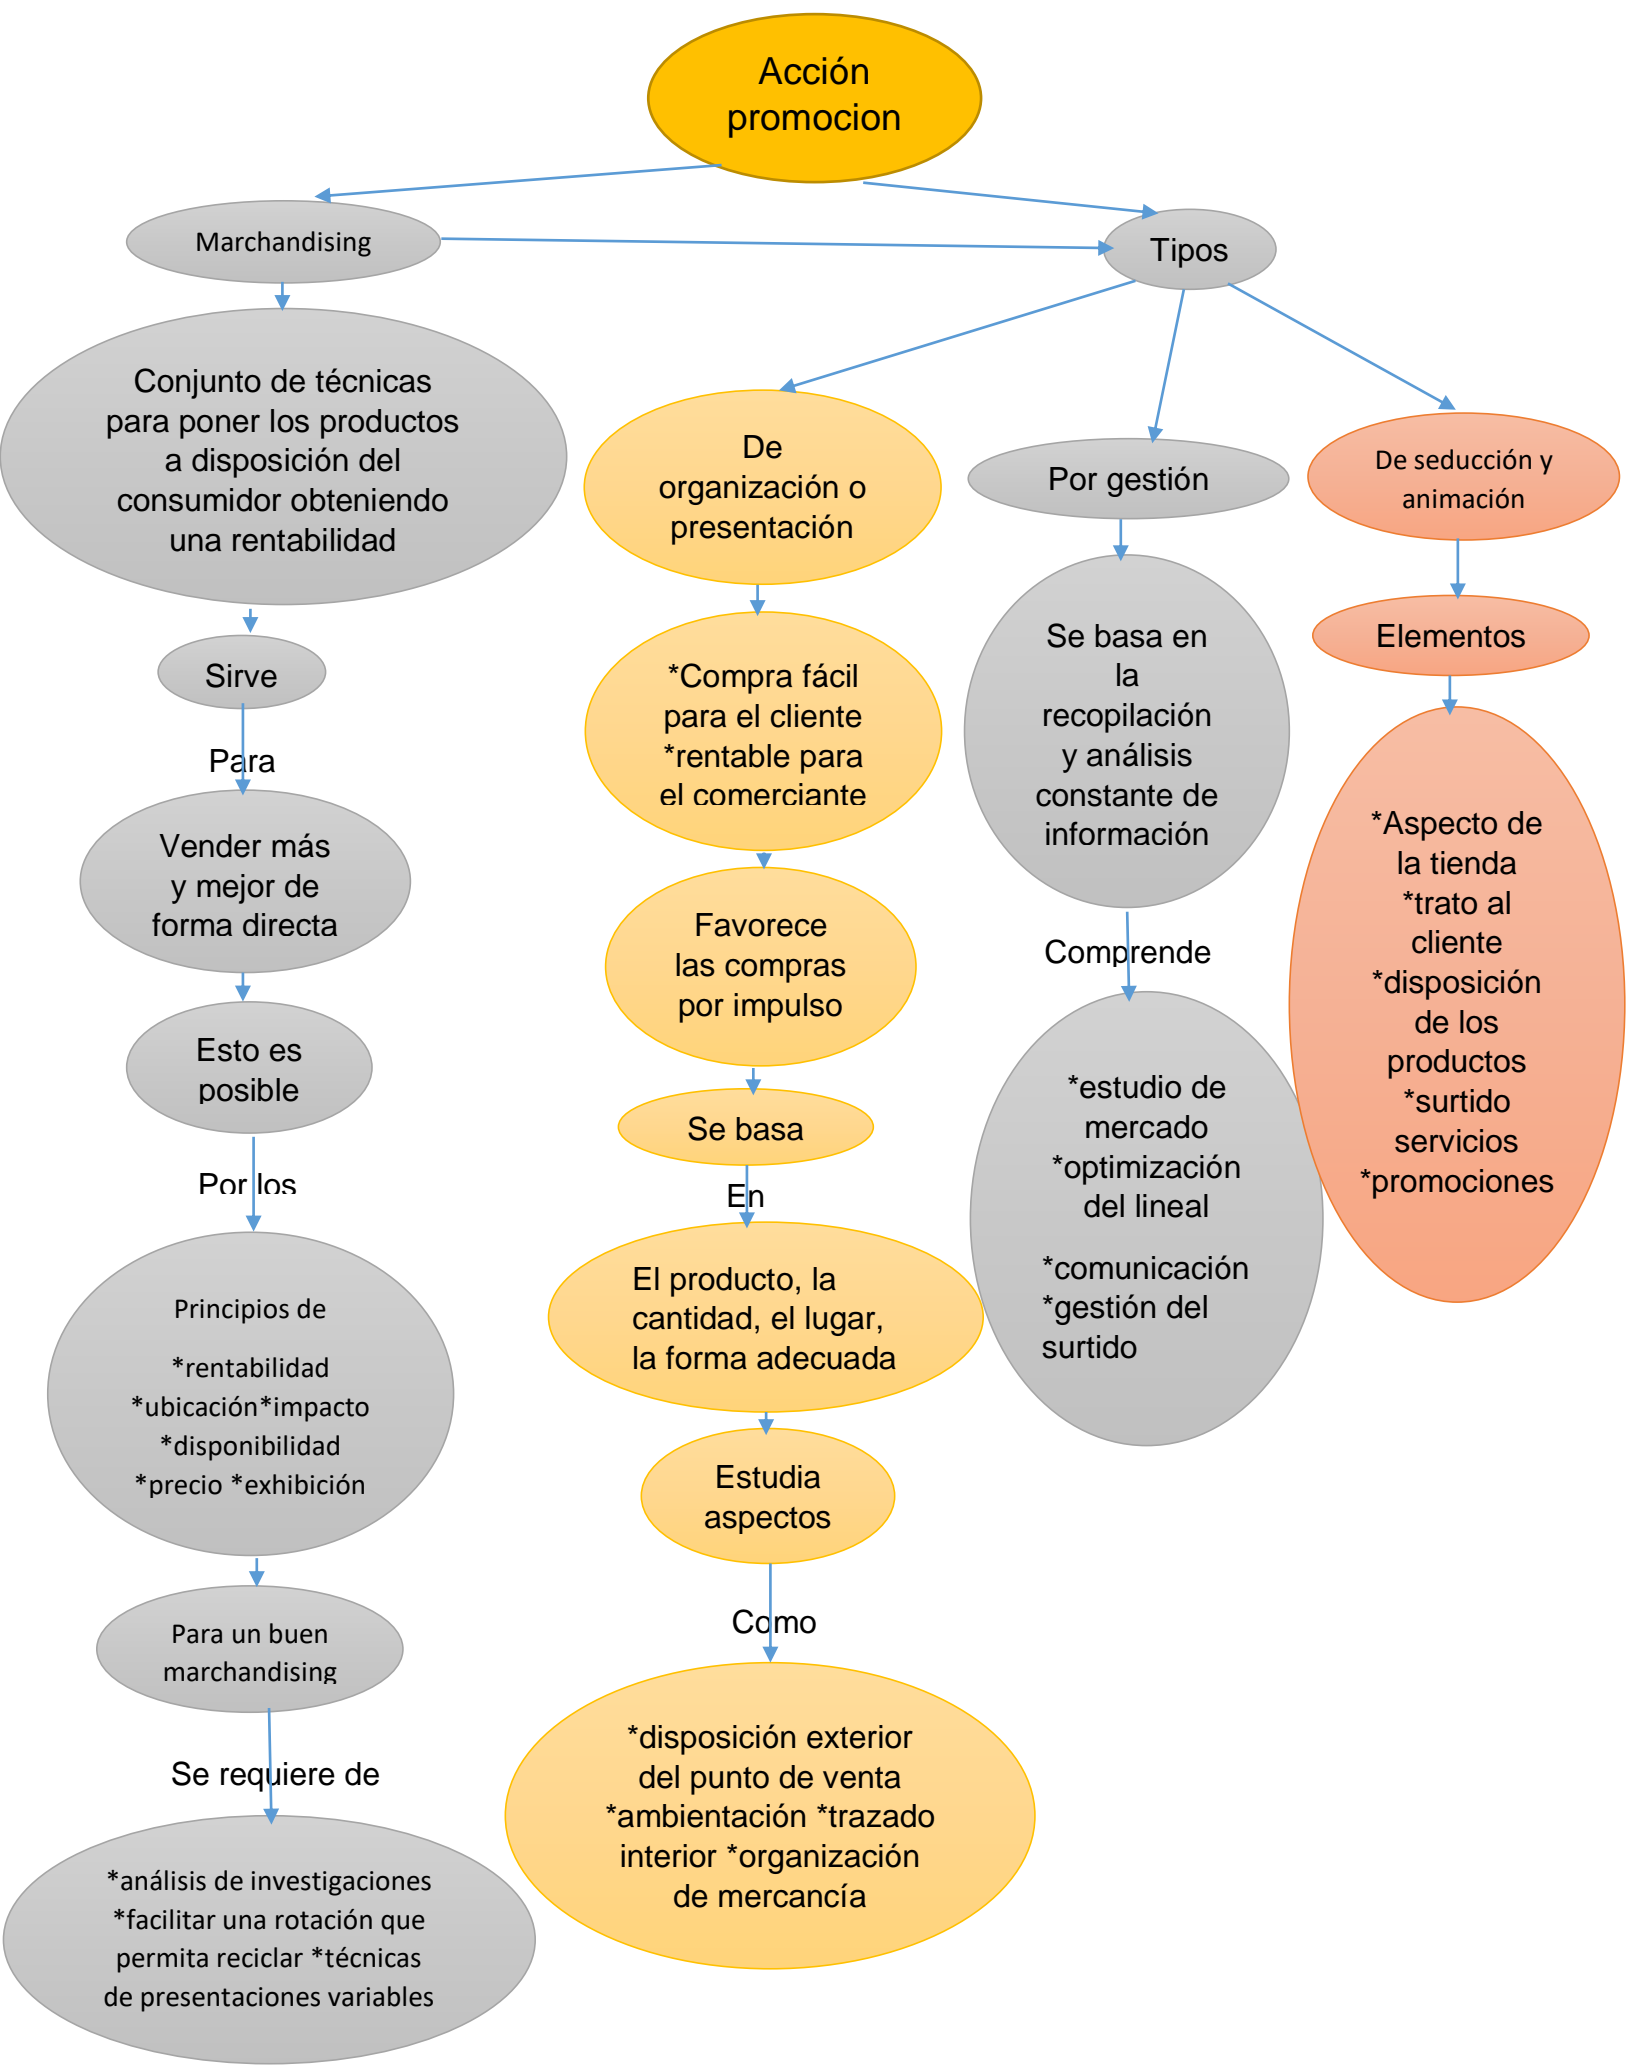 Acción
promocion
Marchandising
Tipos
Conjunto de técnicas
para poner los productos
a disposición del
consumidor obteniendo
una rentabilidad
Sirve
Para
Vender más
y mejor de
forma directa
Esto es
posible
Por los
Principios de
*rentabilidad
*ubicación*impacto
*disponibilidad
*precio *exhibición
Para un buen
marchandising
Se requiere de
*análisis de investigaciones
*facilitar una rotación que
permita reciclar *técnicas
de presentaciones variables
De
organización o
presentación
*Compra fácil
para el cliente
*rentable para
el comerciante
Favorece
las compras
por impulso
Se basa
En
El producto, la
cantidad, el lugar,
la forma adecuada
Estudia
aspectos
Como
*disposición exterior
del punto de venta
*ambientación *trazado
interior *organización
de mercancía
Por gestión
Se basa en
la
recopilación
y análisis
constante de
información
Comprende
*estudio de
mercado
*optimización
del lineal
*comunicación
*gestión del
surtido
De seducción y
animación
Elementos
*Aspecto de
la tienda
*trato al
cliente
*disposición
de los
productos
*surtido
servicios
*promociones